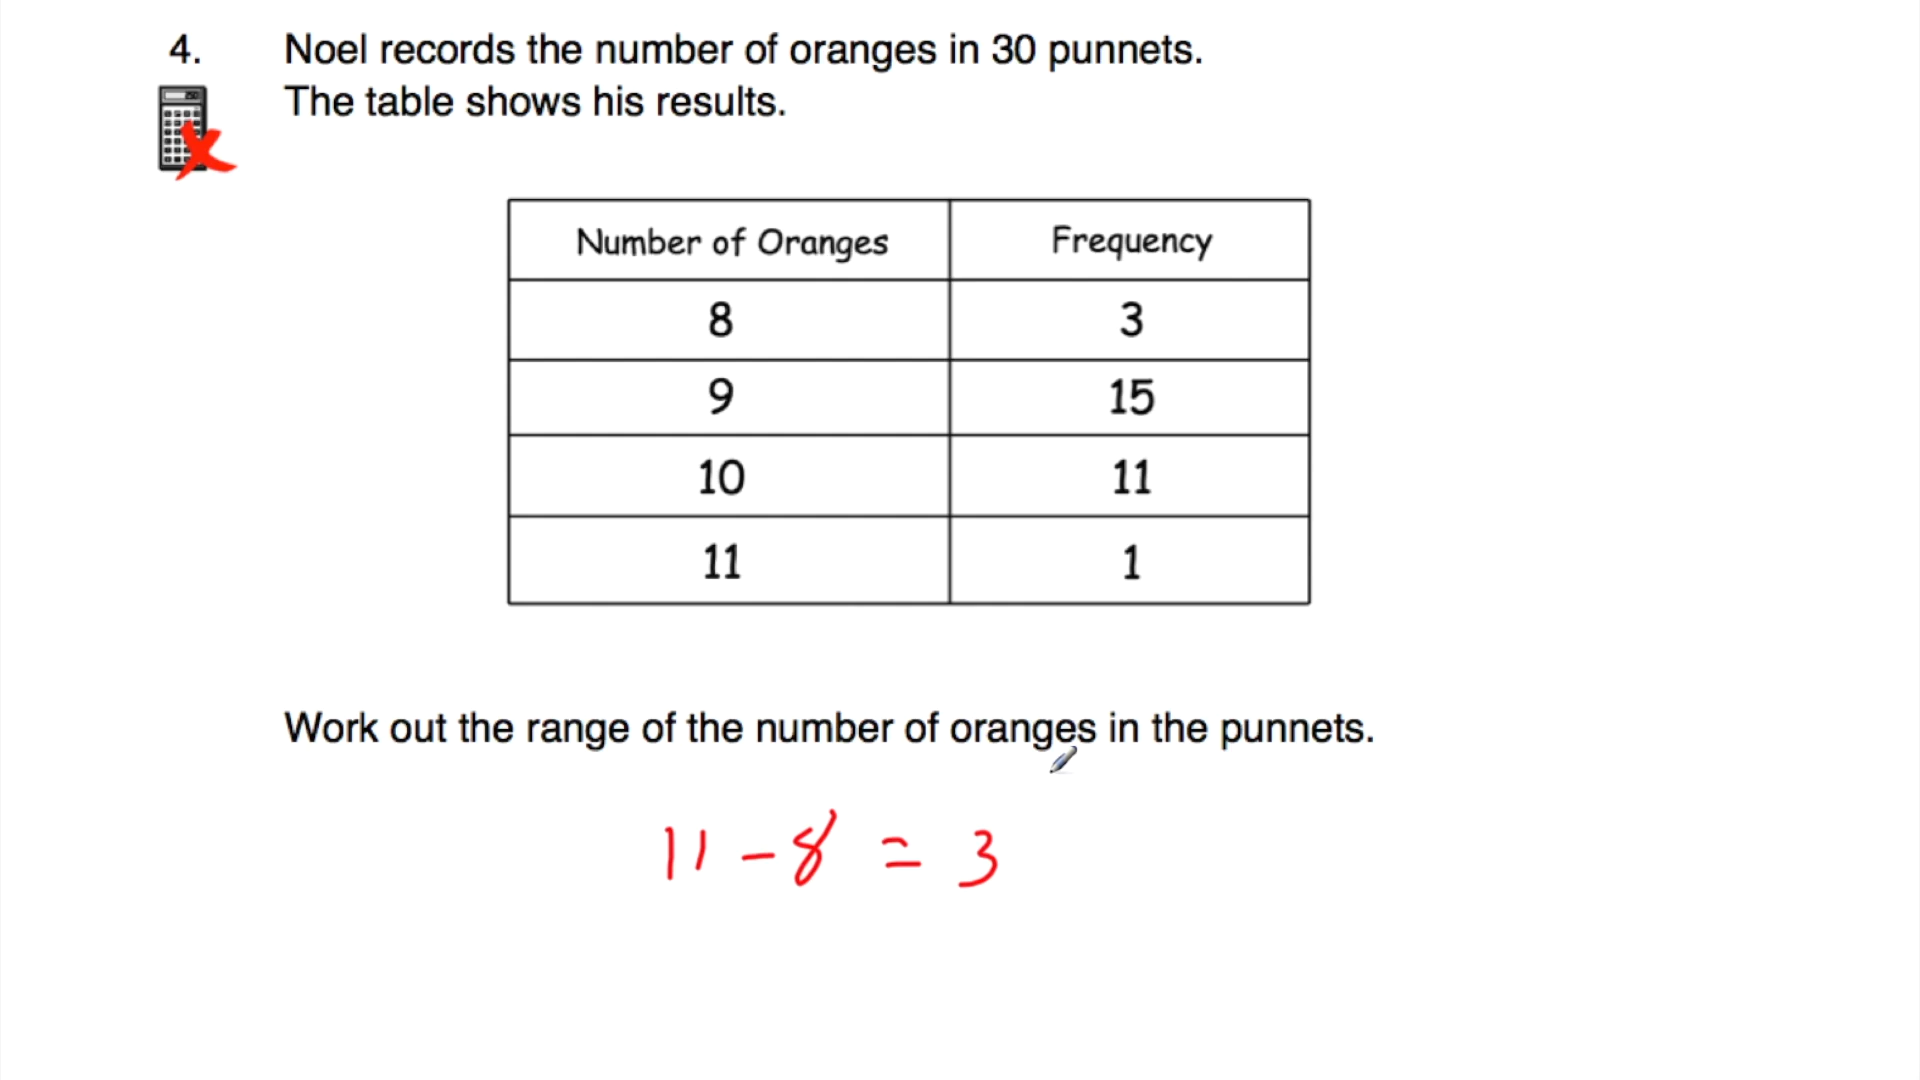 4. Noel records the number of oranges in 30 punnets.
The table shows his results.
Number of Oranges Frequency
8 3
9 15
10 11
11 1
Work out the range of the number of oranges in the punnets.
11 - 8 = 3